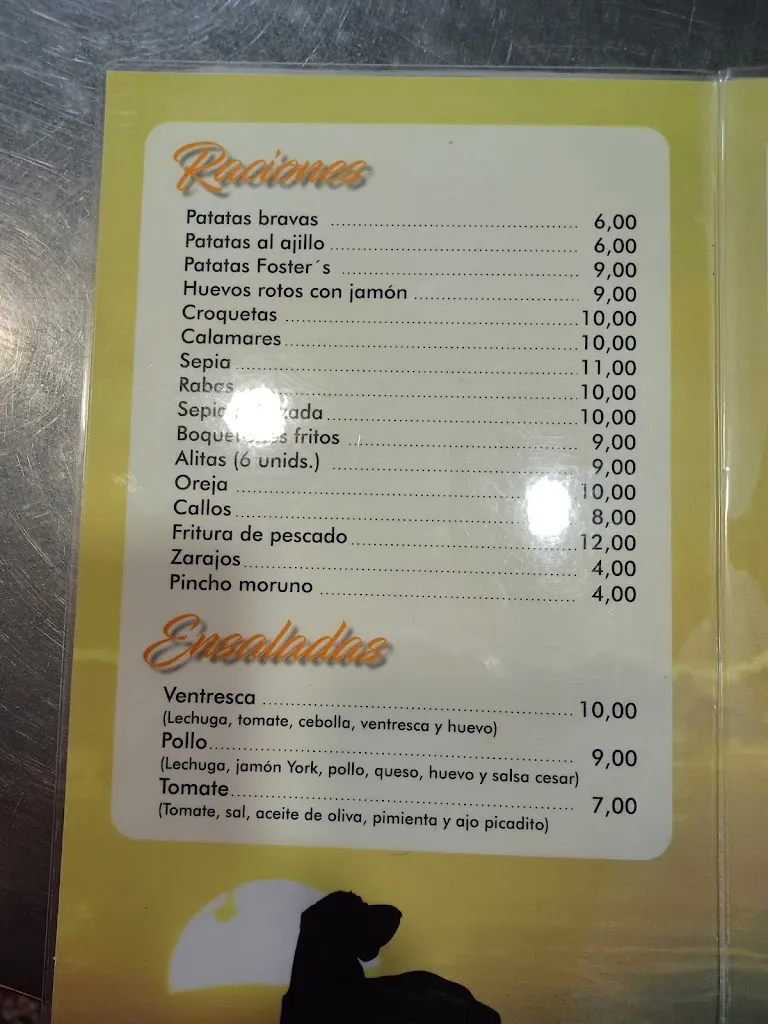 Raciones
Patatas bravas 6,00
Patatas al ajillo 6,00
Patatas Foster´s 9,00
Huevos rotos con jamón 9,00
Croquetas 10,00
Calamares 10,00
Sepia 11,00
Rabas 10,00
Sepia 10,00
Boquerones fritos 9,00
Alitas (6 unids.) 9,00
Oreja 10,00
Callos 8,00
Fritura de pescado 12,00
Zarajos 4,00
Pincho moruno 4,00
Ensaladas
Ventresca 10,00
(Lechuga, tomate, cebolla, ventresca y huevo)
Pollo 9,00
(Lechuga, jamón York, pollo, queso, huevo y salsa cesar)
Tomate 7,00
(Tomate, sal, aceite de oliva, pimienta y ajo picadito)